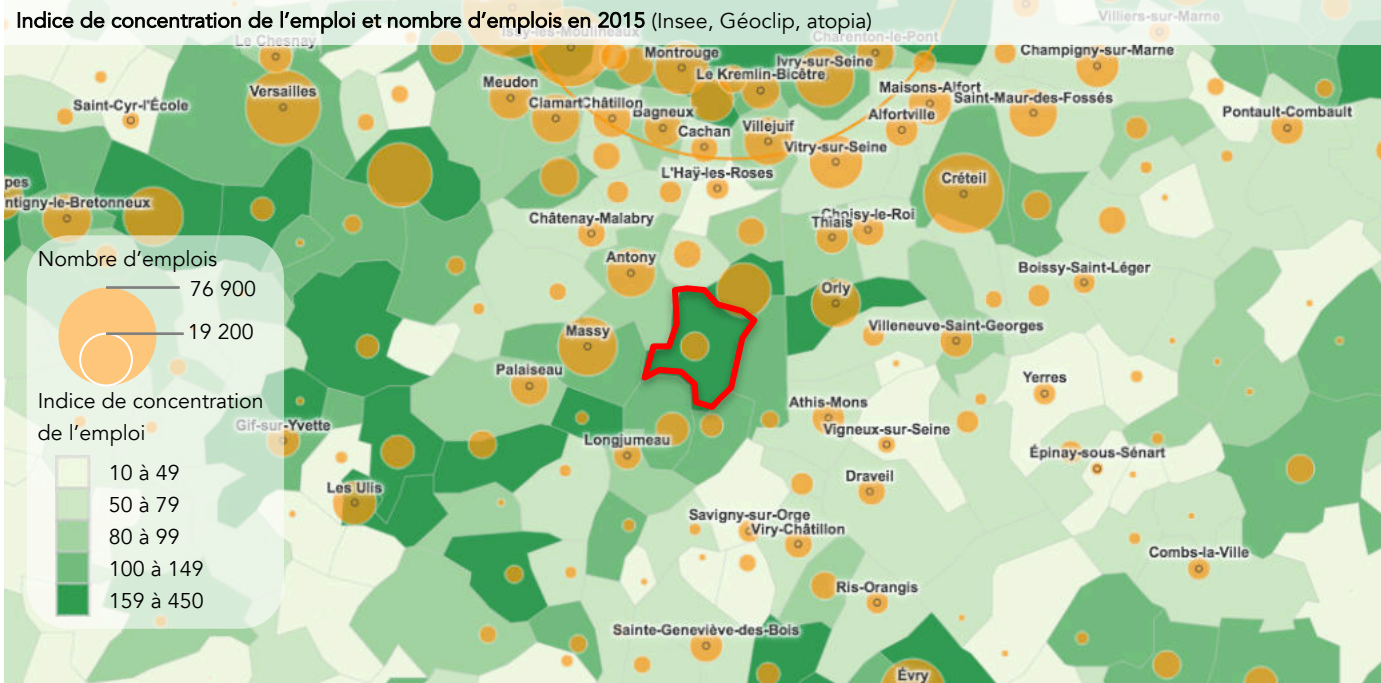 Indice de concentration de l’emploi et nombre d’emplois en 2015 (Insee, Géoclip, atopia)
Villiers-sur-Marne
Le Chesnay
Issy-les-Moulineaux
Charenton-le-Pont
Montrouge
Champigny-sur-Marne
Ivry-sur-Seine
Le Kremlin-Bicêtre
Meudon
Maisons-Alfort
Versailles
Saint-Maur-des-Fossés
Saint-Cyr-l'École
Clamart
Châtillon
Bagneux
Alfortville
Pontault-Combault
Cachan
Villejuif
Vitry-sur-Seine
L'Haÿ-les-Roses
Créteil
pes
ntigny-le-Bretonneux
Châtenay-Malabry
Choisy-le-Roi
Thiais
Antony
Boissy-Saint-Léger
Nombre d’emplois
76 900
19 200
Orly
Massy
Villeneuve-Saint-Georges
Palaiseau
Yerres
Indice de concentration
de l’emploi
Athis-Mons
Gif-sur-Yvette
Vigneux-sur-Seine
Longjumeau
Épinay-sous-Sénart
10 à 49
50 à 79
80 à 99
100 à 149
159 à 450
Les Ulis
Draveil
Savigny-sur-Orge
Viry-Châtillon
Combs-la-Ville
Ris-Orangis
Sainte-Geneviève-des-Bois
Évry